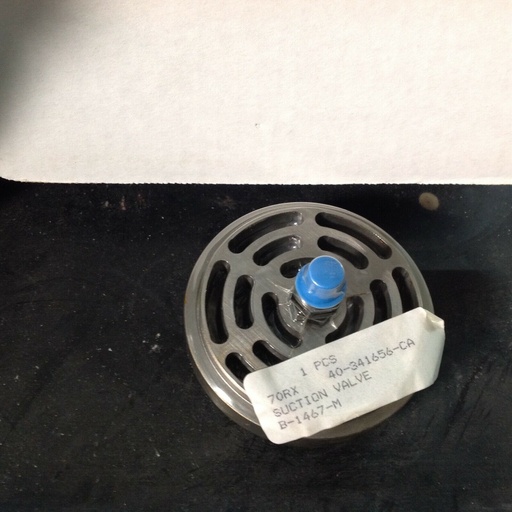 1 PCS
70RX 40-341656-CA
SUCTION VALVE
B-1467-M